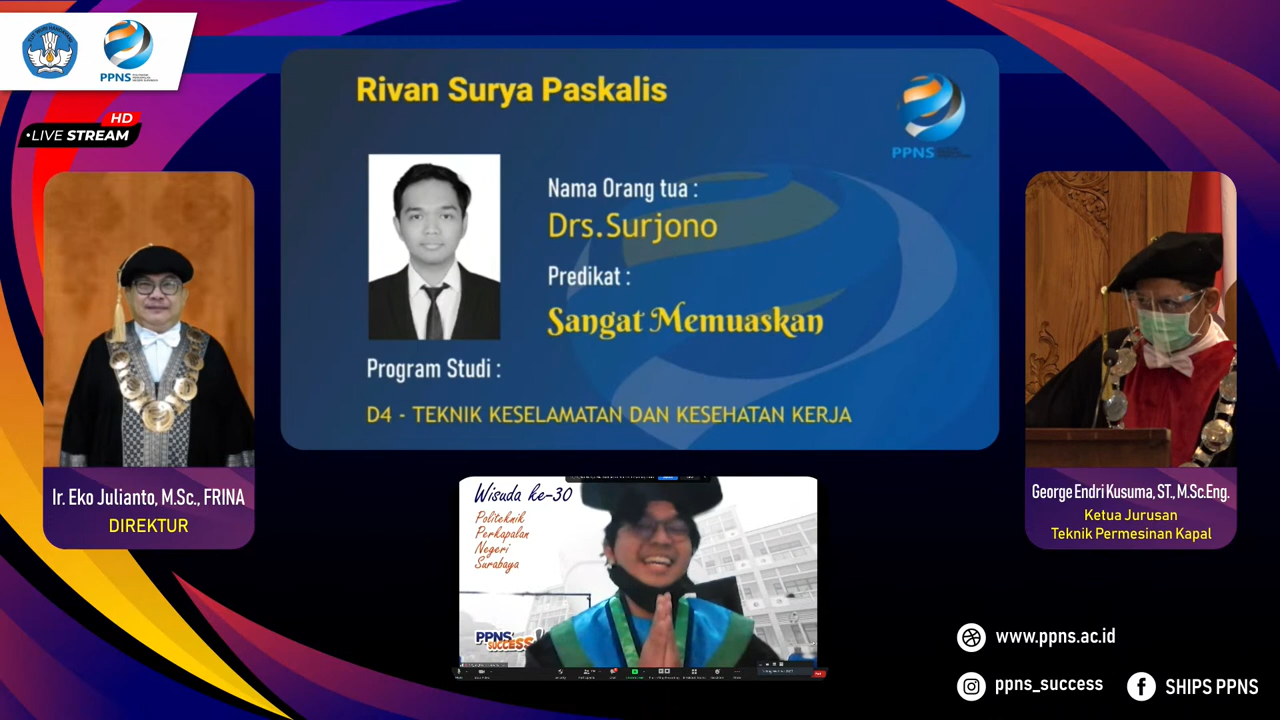 PPNS
HD
LIVE STREAM
Rivan Surya Paskalis
PPNS
Nama Orang tua :
Drs.Surjono
Predikat :
Sangat Memuaskan
Program Studi :
D4 - TEKNIK KESELAMATAN DAN KESEHATAN KERJA
Ir. Eko Julianto, M.Sc., FRINA
DIREKTUR
George Endri Kusuma, ST., M.Sc.Eng.
Ketua Jurusan
Teknik Permesinan Kapal
Wisuda ke-30
Politeknik
Perkapalan
Negeri
Surabaya
PPNS
SUCCESS!
www.ppns.ac.id
ppns_success
SHIPS PPNS